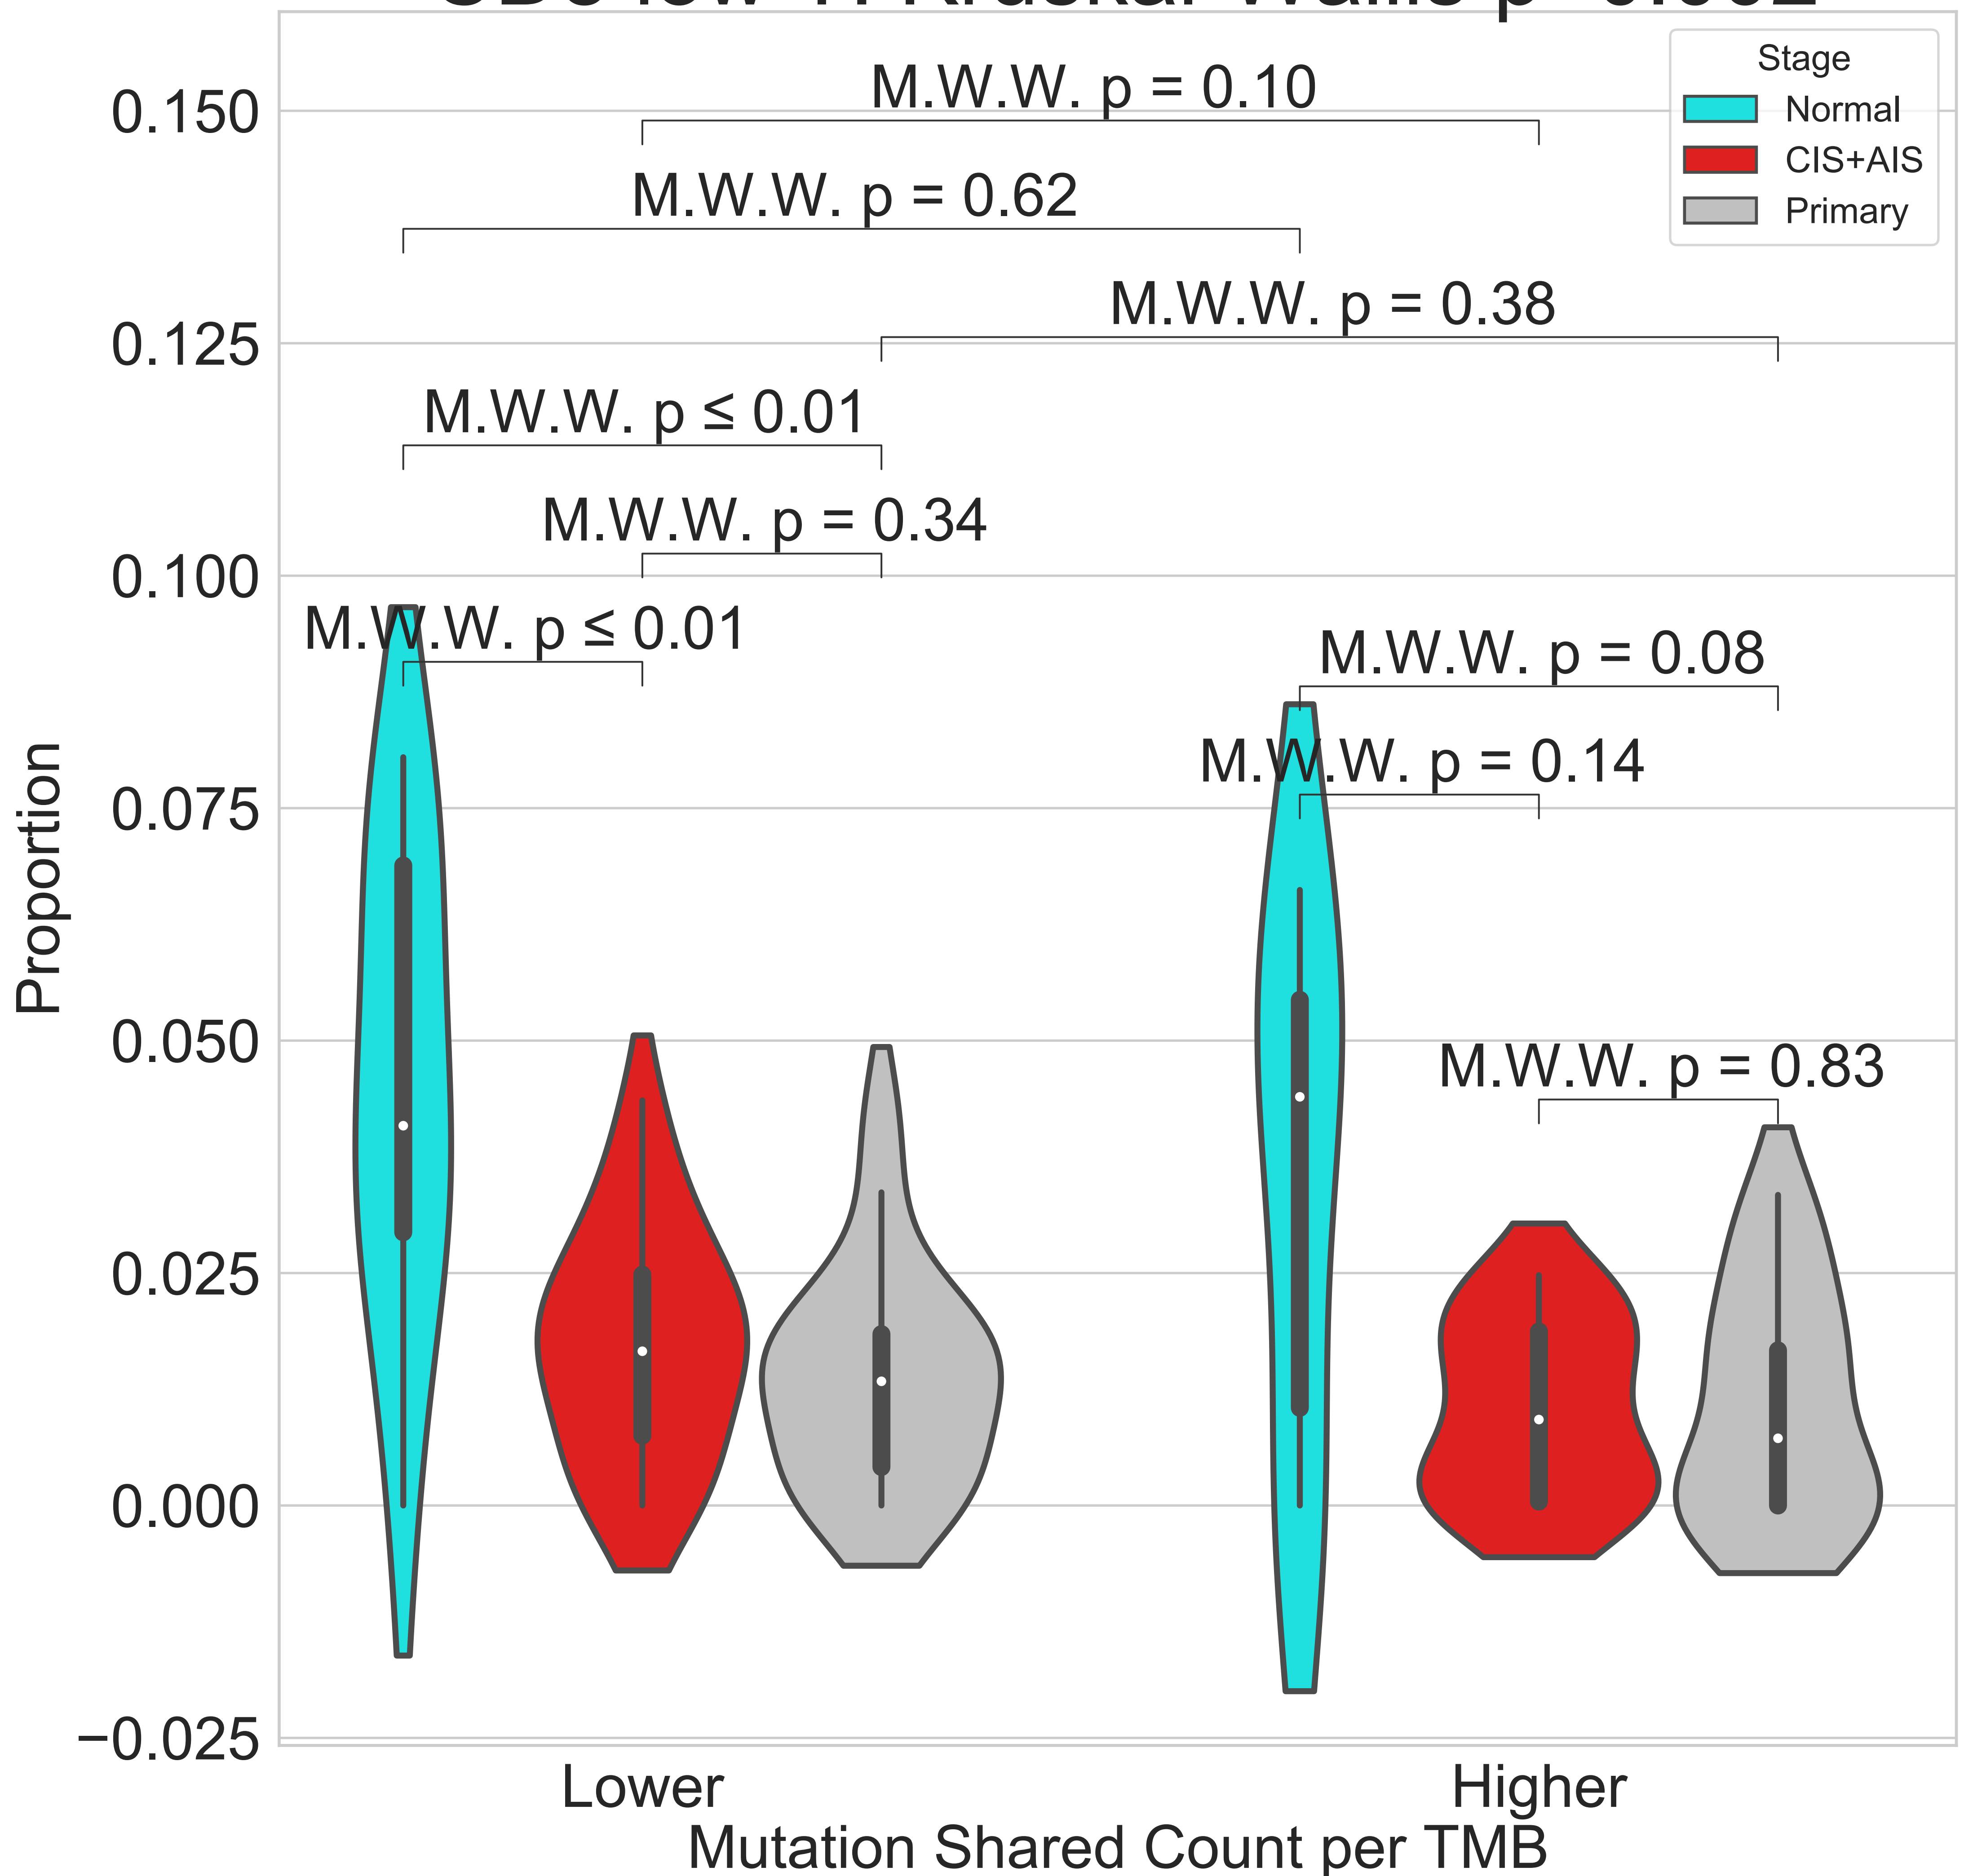 Stage
Normal
CIS+AIS
Primary
M.W.W. p = 0.10
M.W.W. p = 0.62
M.W.W. p = 0.38
M.W.W. p ≤ 0.01
M.W.W. p = 0.34
M.W.W. p ≤ 0.01
M.W.W. p = 0.08
M.W.W. p = 0.14
M.W.W. p = 0.83
0.150
0.125
0.100
0.075
0.050
0.025
0.000
−0.025
Proportion
Lower
Higher
Mutation Shared Count per TMB